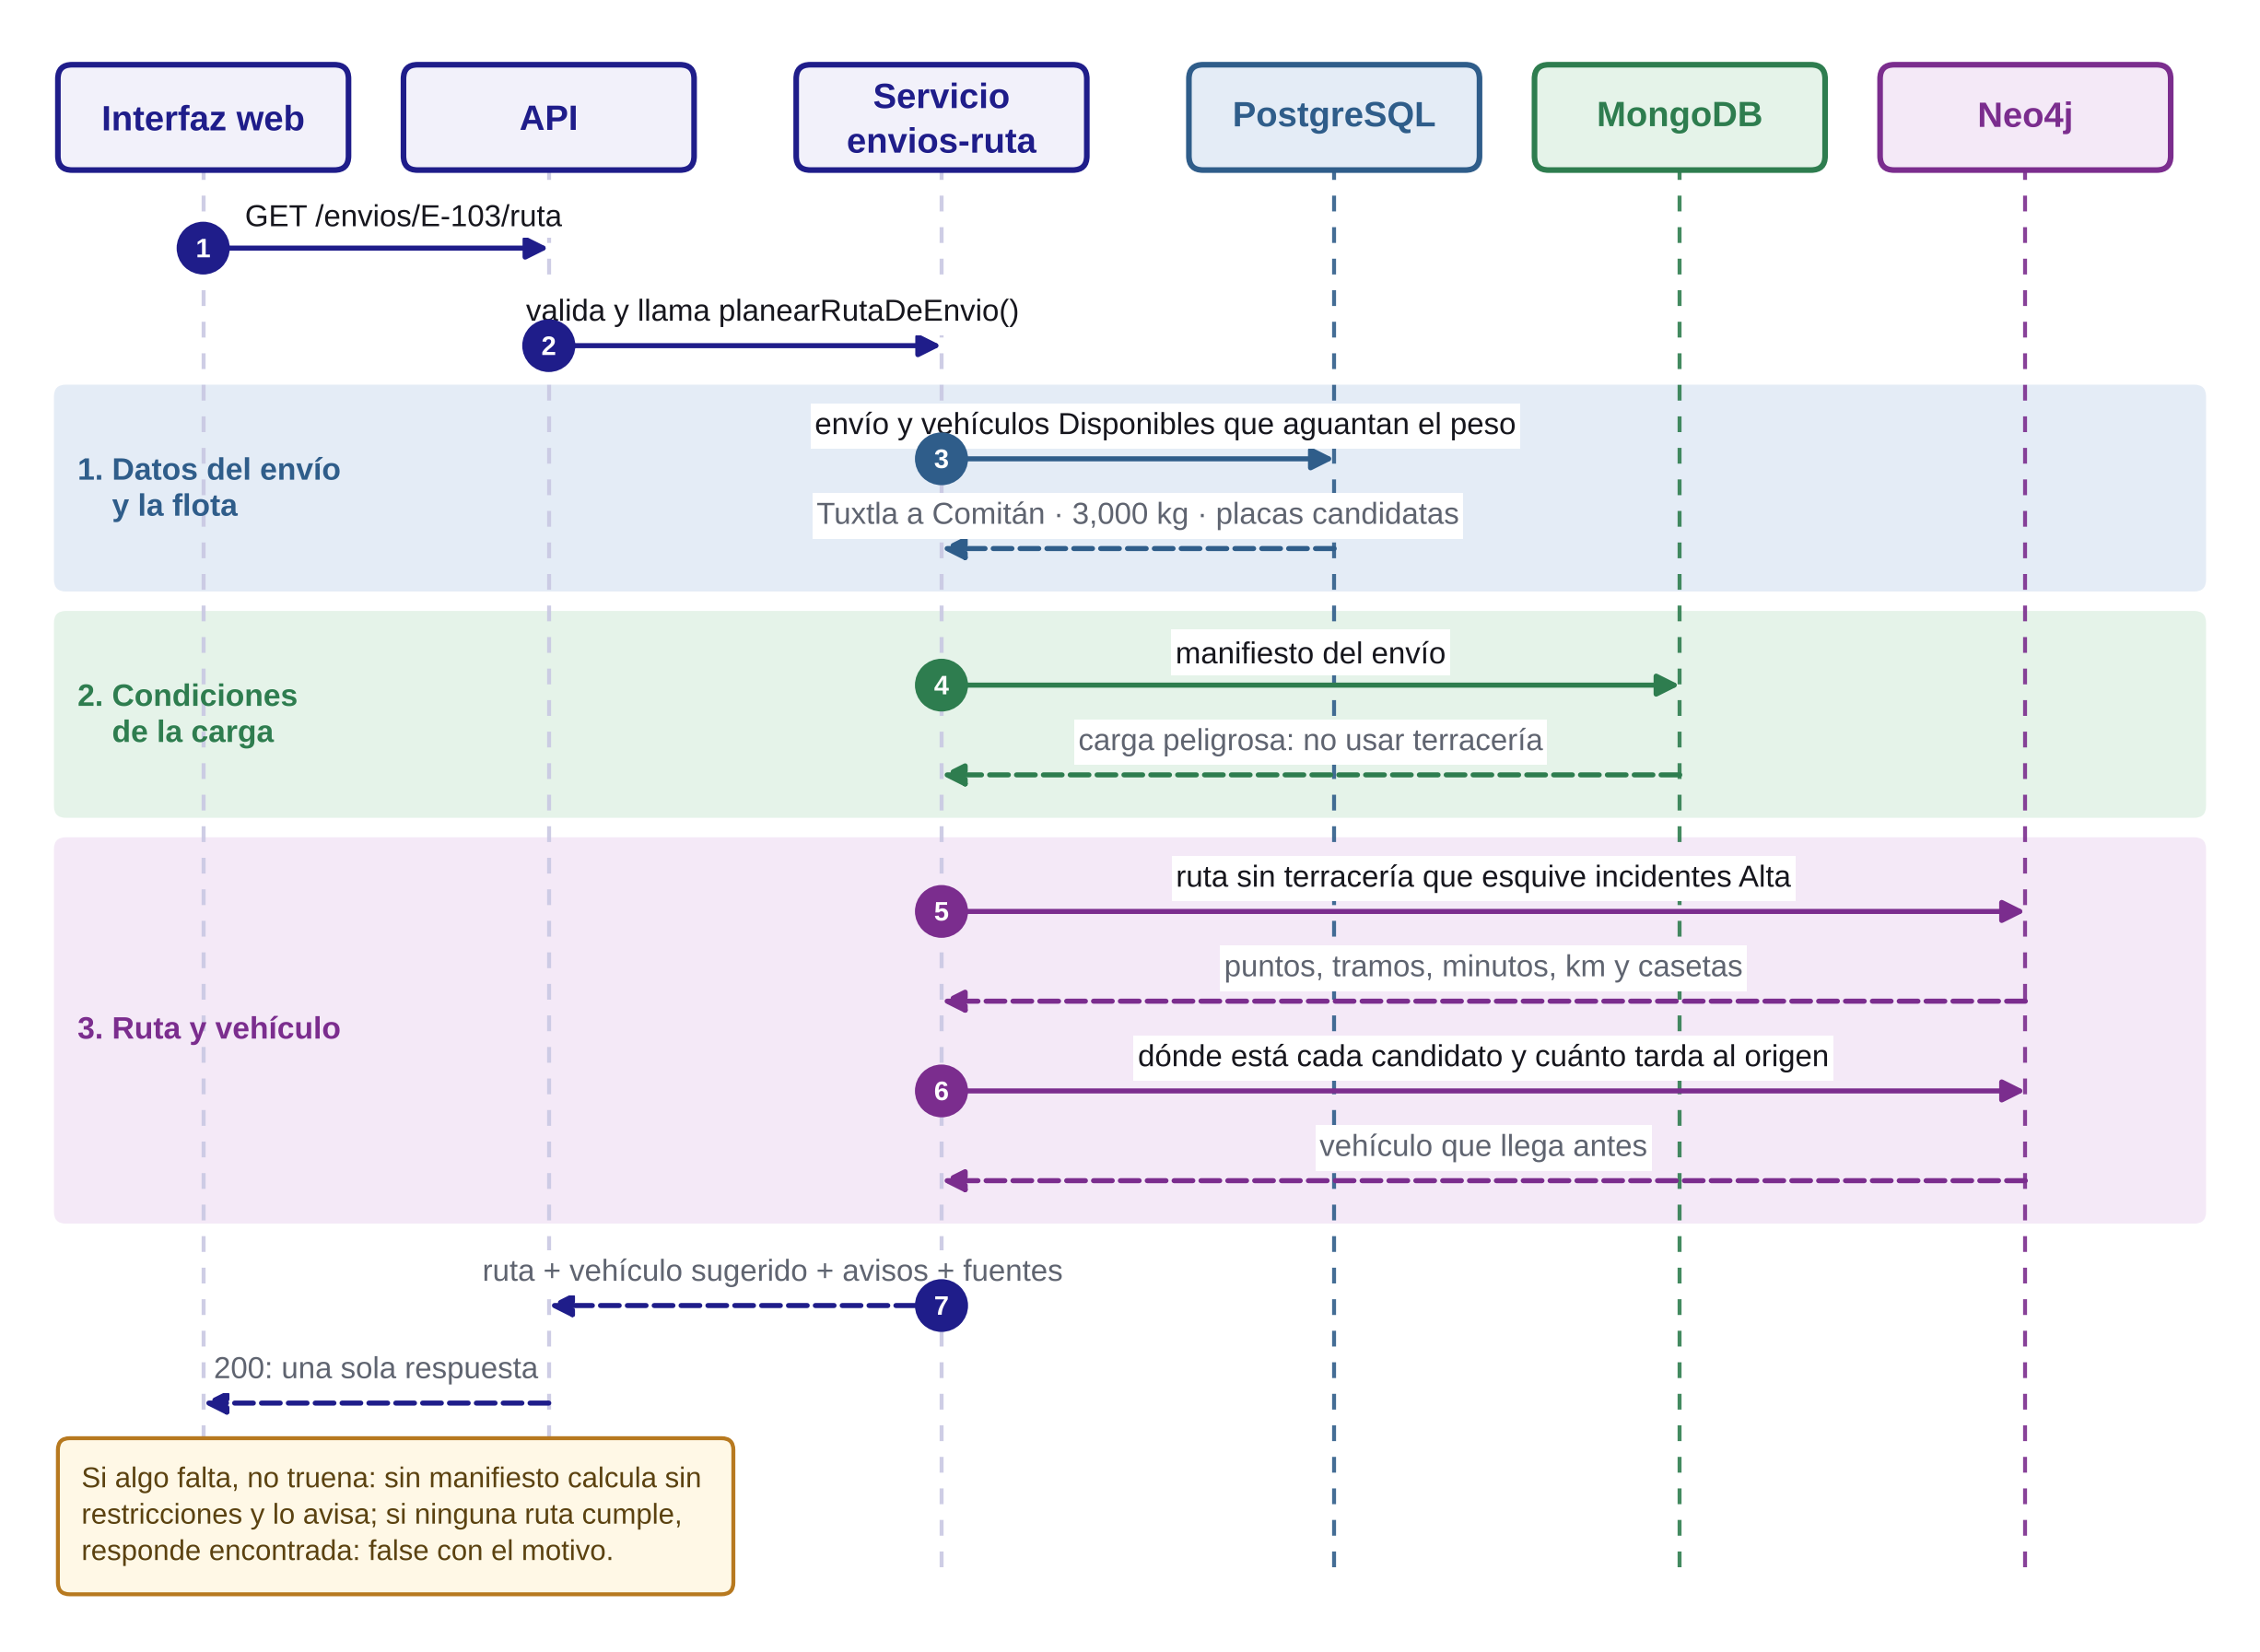 Interfaz web
API
Servicio
envios-ruta
PostgreSQL
MongoDB
Neo4j
GET /envios/E-103/ruta
1
valida y llama planearRutaDeEnvio()
2
envío y vehículos Disponibles que aguantan el peso
3
1. Datos del envío
y la flota
Tuxtla a Comitán · 3,000 kg · placas candidatas
manifiesto del envío
4
2. Condiciones
de la carga
carga peligrosa: no usar terracería
ruta sin terracería que esquive incidentes Alta
5
puntos, tramos, minutos, km y casetas
3. Ruta y vehículo
dónde está cada candidato y cuánto tarda al origen
6
vehículo que llega antes
ruta + vehículo sugerido + avisos + fuentes
7
200: una sola respuesta
Si algo falta, no truena: sin manifiesto calcula sin
restricciones y lo avisa; si ninguna ruta cumple,
responde encontrada: false con el motivo.